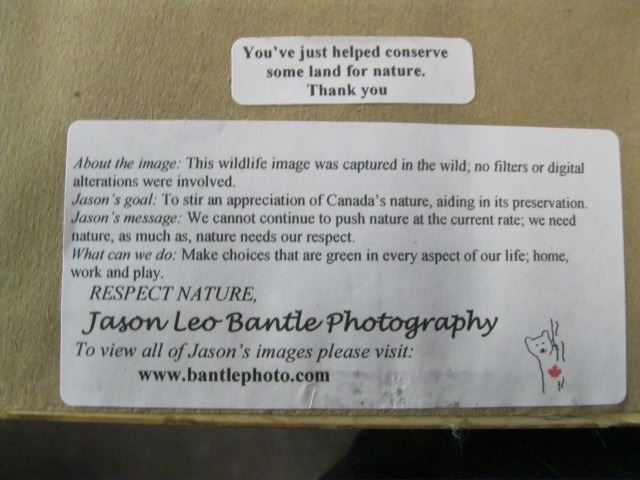 You've just helped conserve
some land for nature.
Thank you
About the image: This wildlife image was captured in the wild; no filters or digital
alterations were involved.
Jason's goal: To stir an appreciation of Canada's nature, aiding in its preservation.
Jason's message: We cannot continue to push nature at the current rate; we need
nature, as much as, nature needs our respect.
What can we do: Make choices that are green in every aspect of our life; home,
work and play.
RESPECT NATURE,
Jason Leo Bantle Photography
To view all of Jason's images please visit:
www.bantlephoto.com